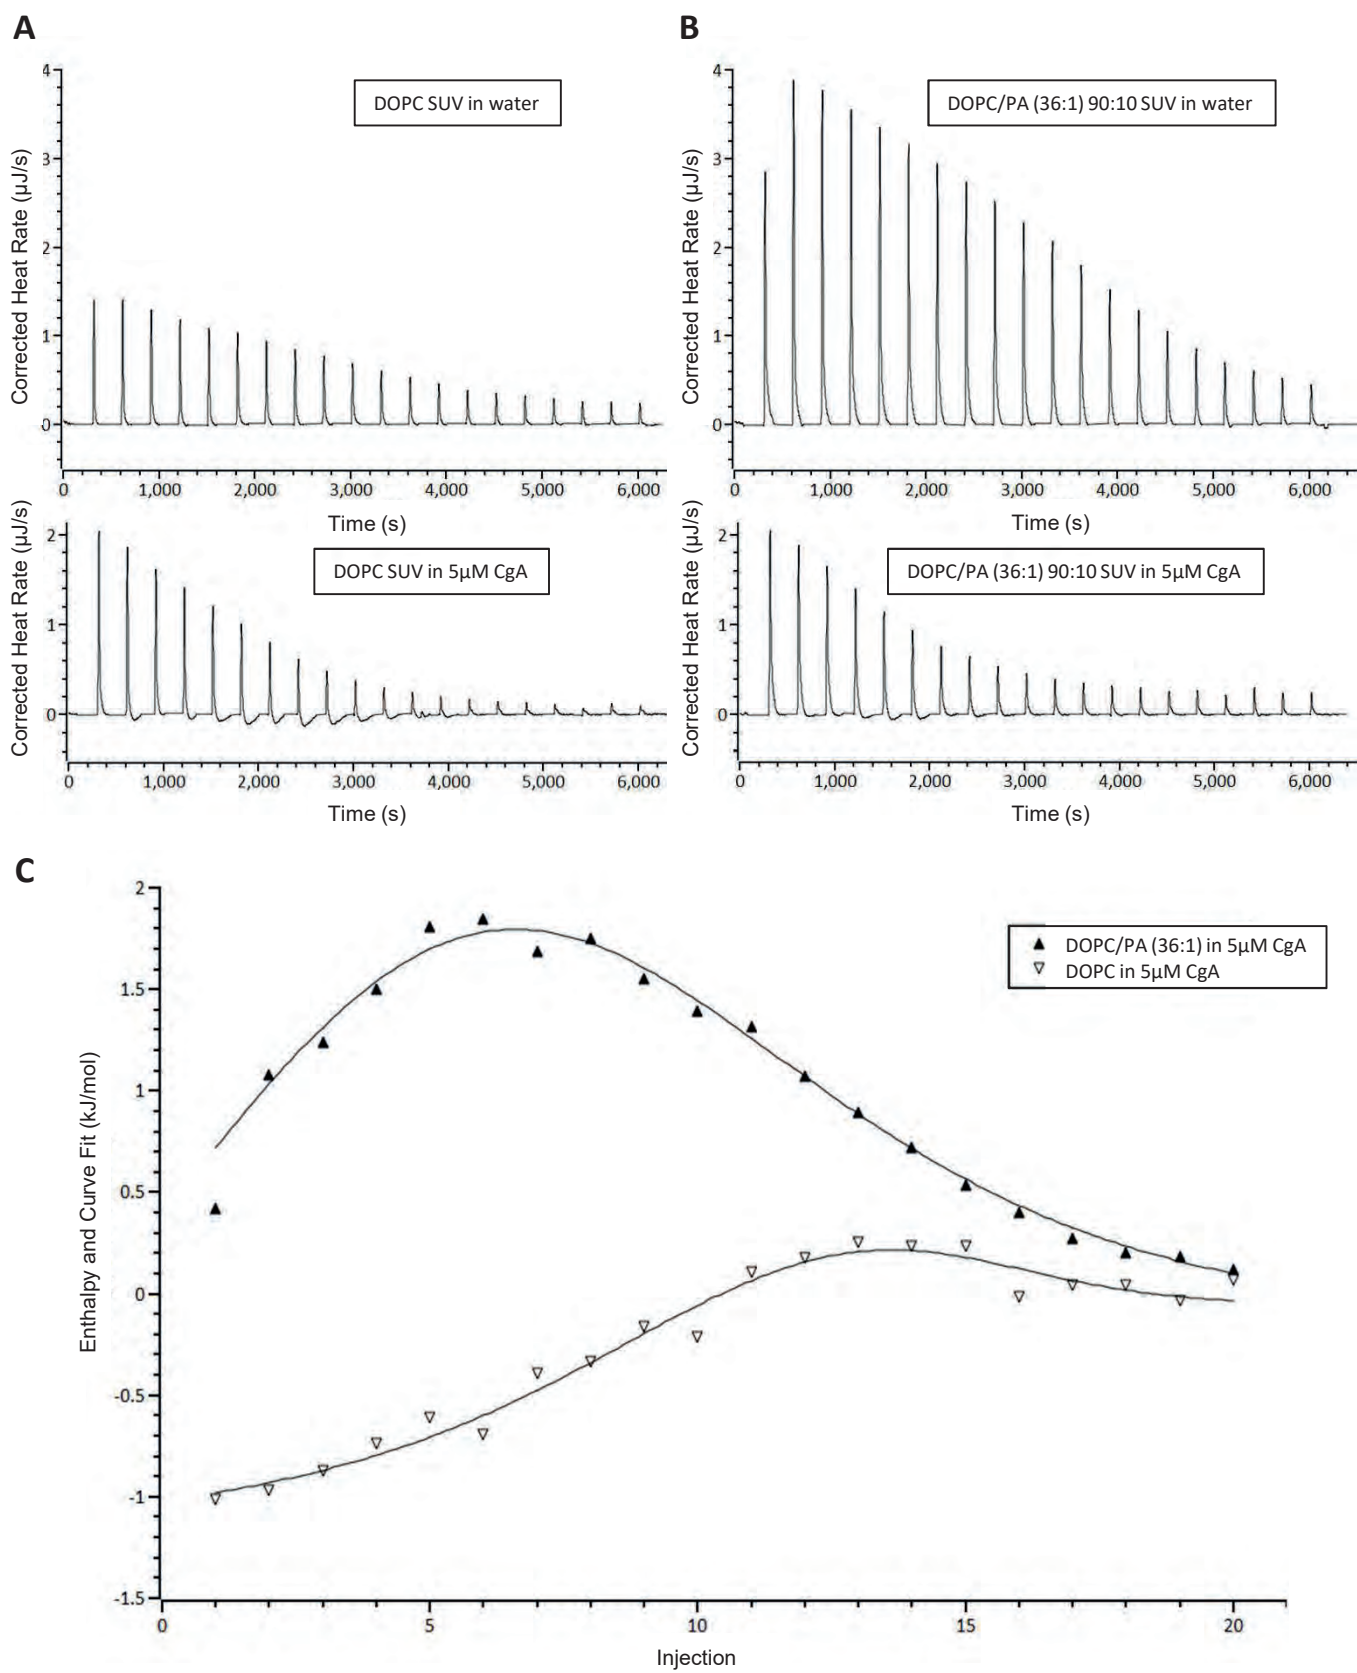 A
B
Corrected Heat Rate (µJ/s)
4
3
2
1
0
DOPC SUV in water
0 1,000 2,000 3,000 4,000 5,000 6,000
Time (s)
Corrected Heat Rate (µJ/s)
4
3
2
1
0
DOPC/PA (36:1) 90:10 SUV in water
0 1,000 2,000 3,000 4,000 5,000 6,000
Time (s)
Corrected Heat Rate (µJ/s)
2
1
0
DOPC SUV in 5µM CgA
0 1,000 2,000 3,000 4,000 5,000 6,000
Time (s)
Corrected Heat Rate (µJ/s)
2
1
0
DOPC/PA (36:1) 90:10 SUV in 5µM CgA
0 1,000 2,000 3,000 4,000 5,000 6,000
Time (s)
C
Enthalpy and Curve Fit (kJ/mol)
2
1.5
1
0.5
0
-0.5
-1
-1.5
DOPC/PA (36:1) in 5µM CgA
DOPC in 5µM CgA
0 5 10 15 20
Injection